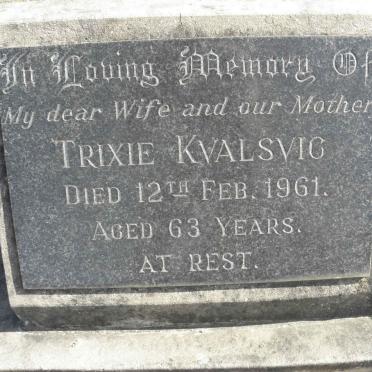 In Loving Memory Of
My dear Wife and our Mother
TRIXIE KVALSVIG
DIED 12TH FEB. 1961.
AGED 63 YEARS.
AT REST.